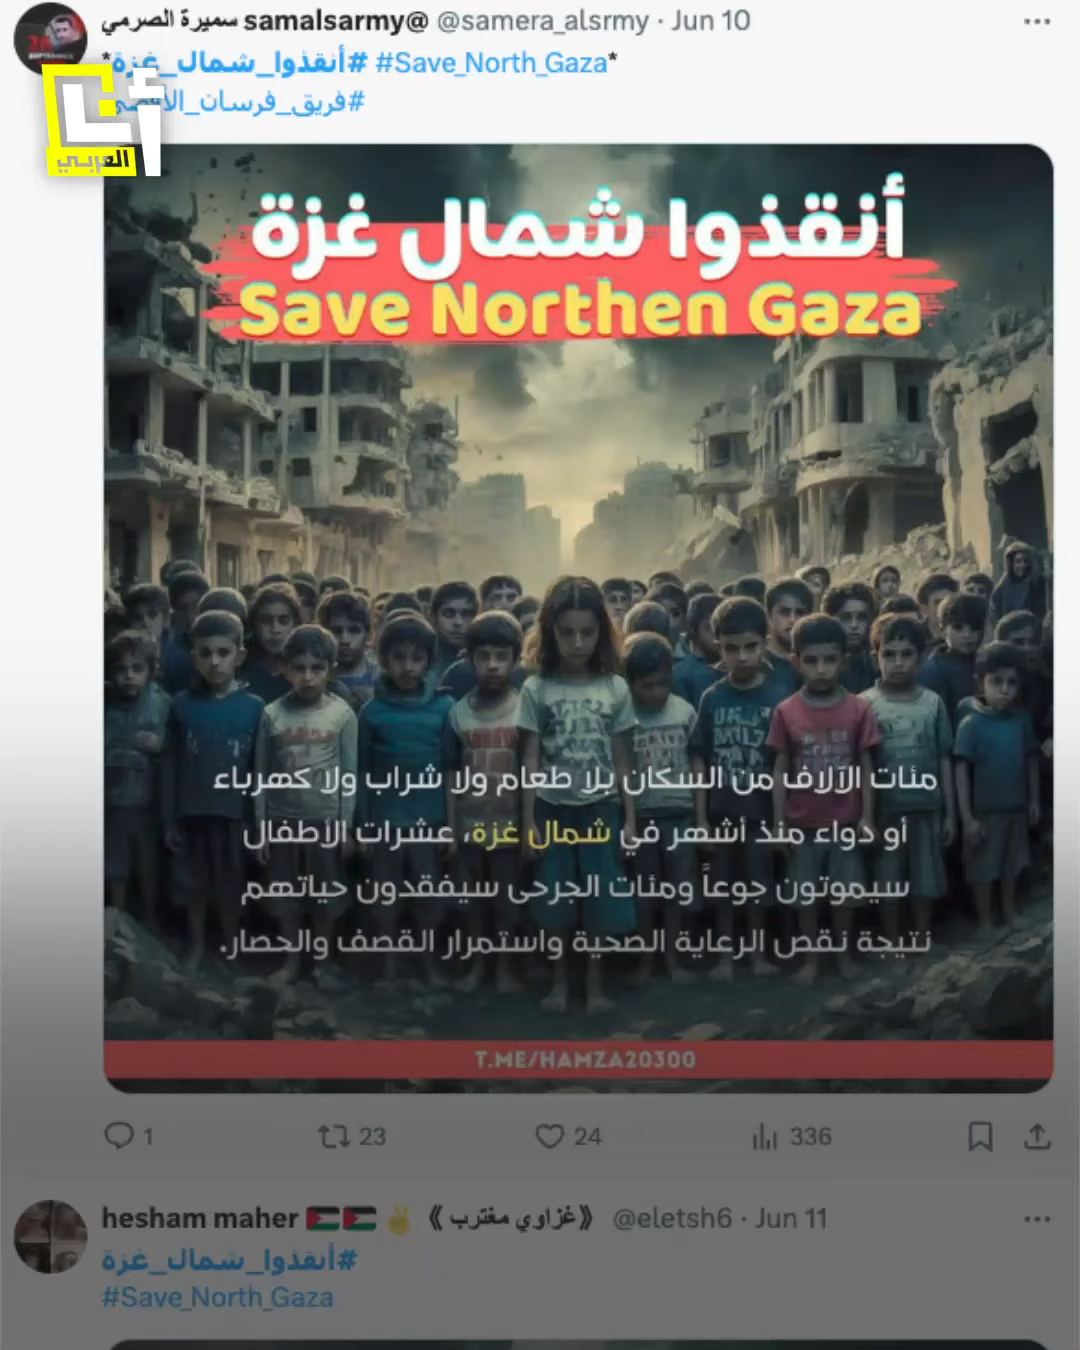 سميرة الصرمي samalsarmy@ @samera_alsrmy · Jun 10
*#أنقذوا_شمال_غزة #Save_North_Gaza*
#فريق_فرسان_الأقصى
أنا
العربي
أنقذوا شمال غزة
Save Northen Gaza
مئات الآلاف من السكان بلا طعام ولا شراب ولا كهرباء
أو دواء منذ أشهر في شمال غزة، عشرات الأطفال
سيموتون جوعاً ومئات الجرحى سيفقدون حياتهم
نتيجة نقص الرعاية الصحية واستمرار القصف والحصار.
T.ME/HAMZA20300
1 23 24 336
hesham maher 🇵🇸🇵🇸✌️ 《غزاوي مغترب》 @eletsh6 · Jun 11
#أنقذوا_شمال_غزة
#Save_North_Gaza